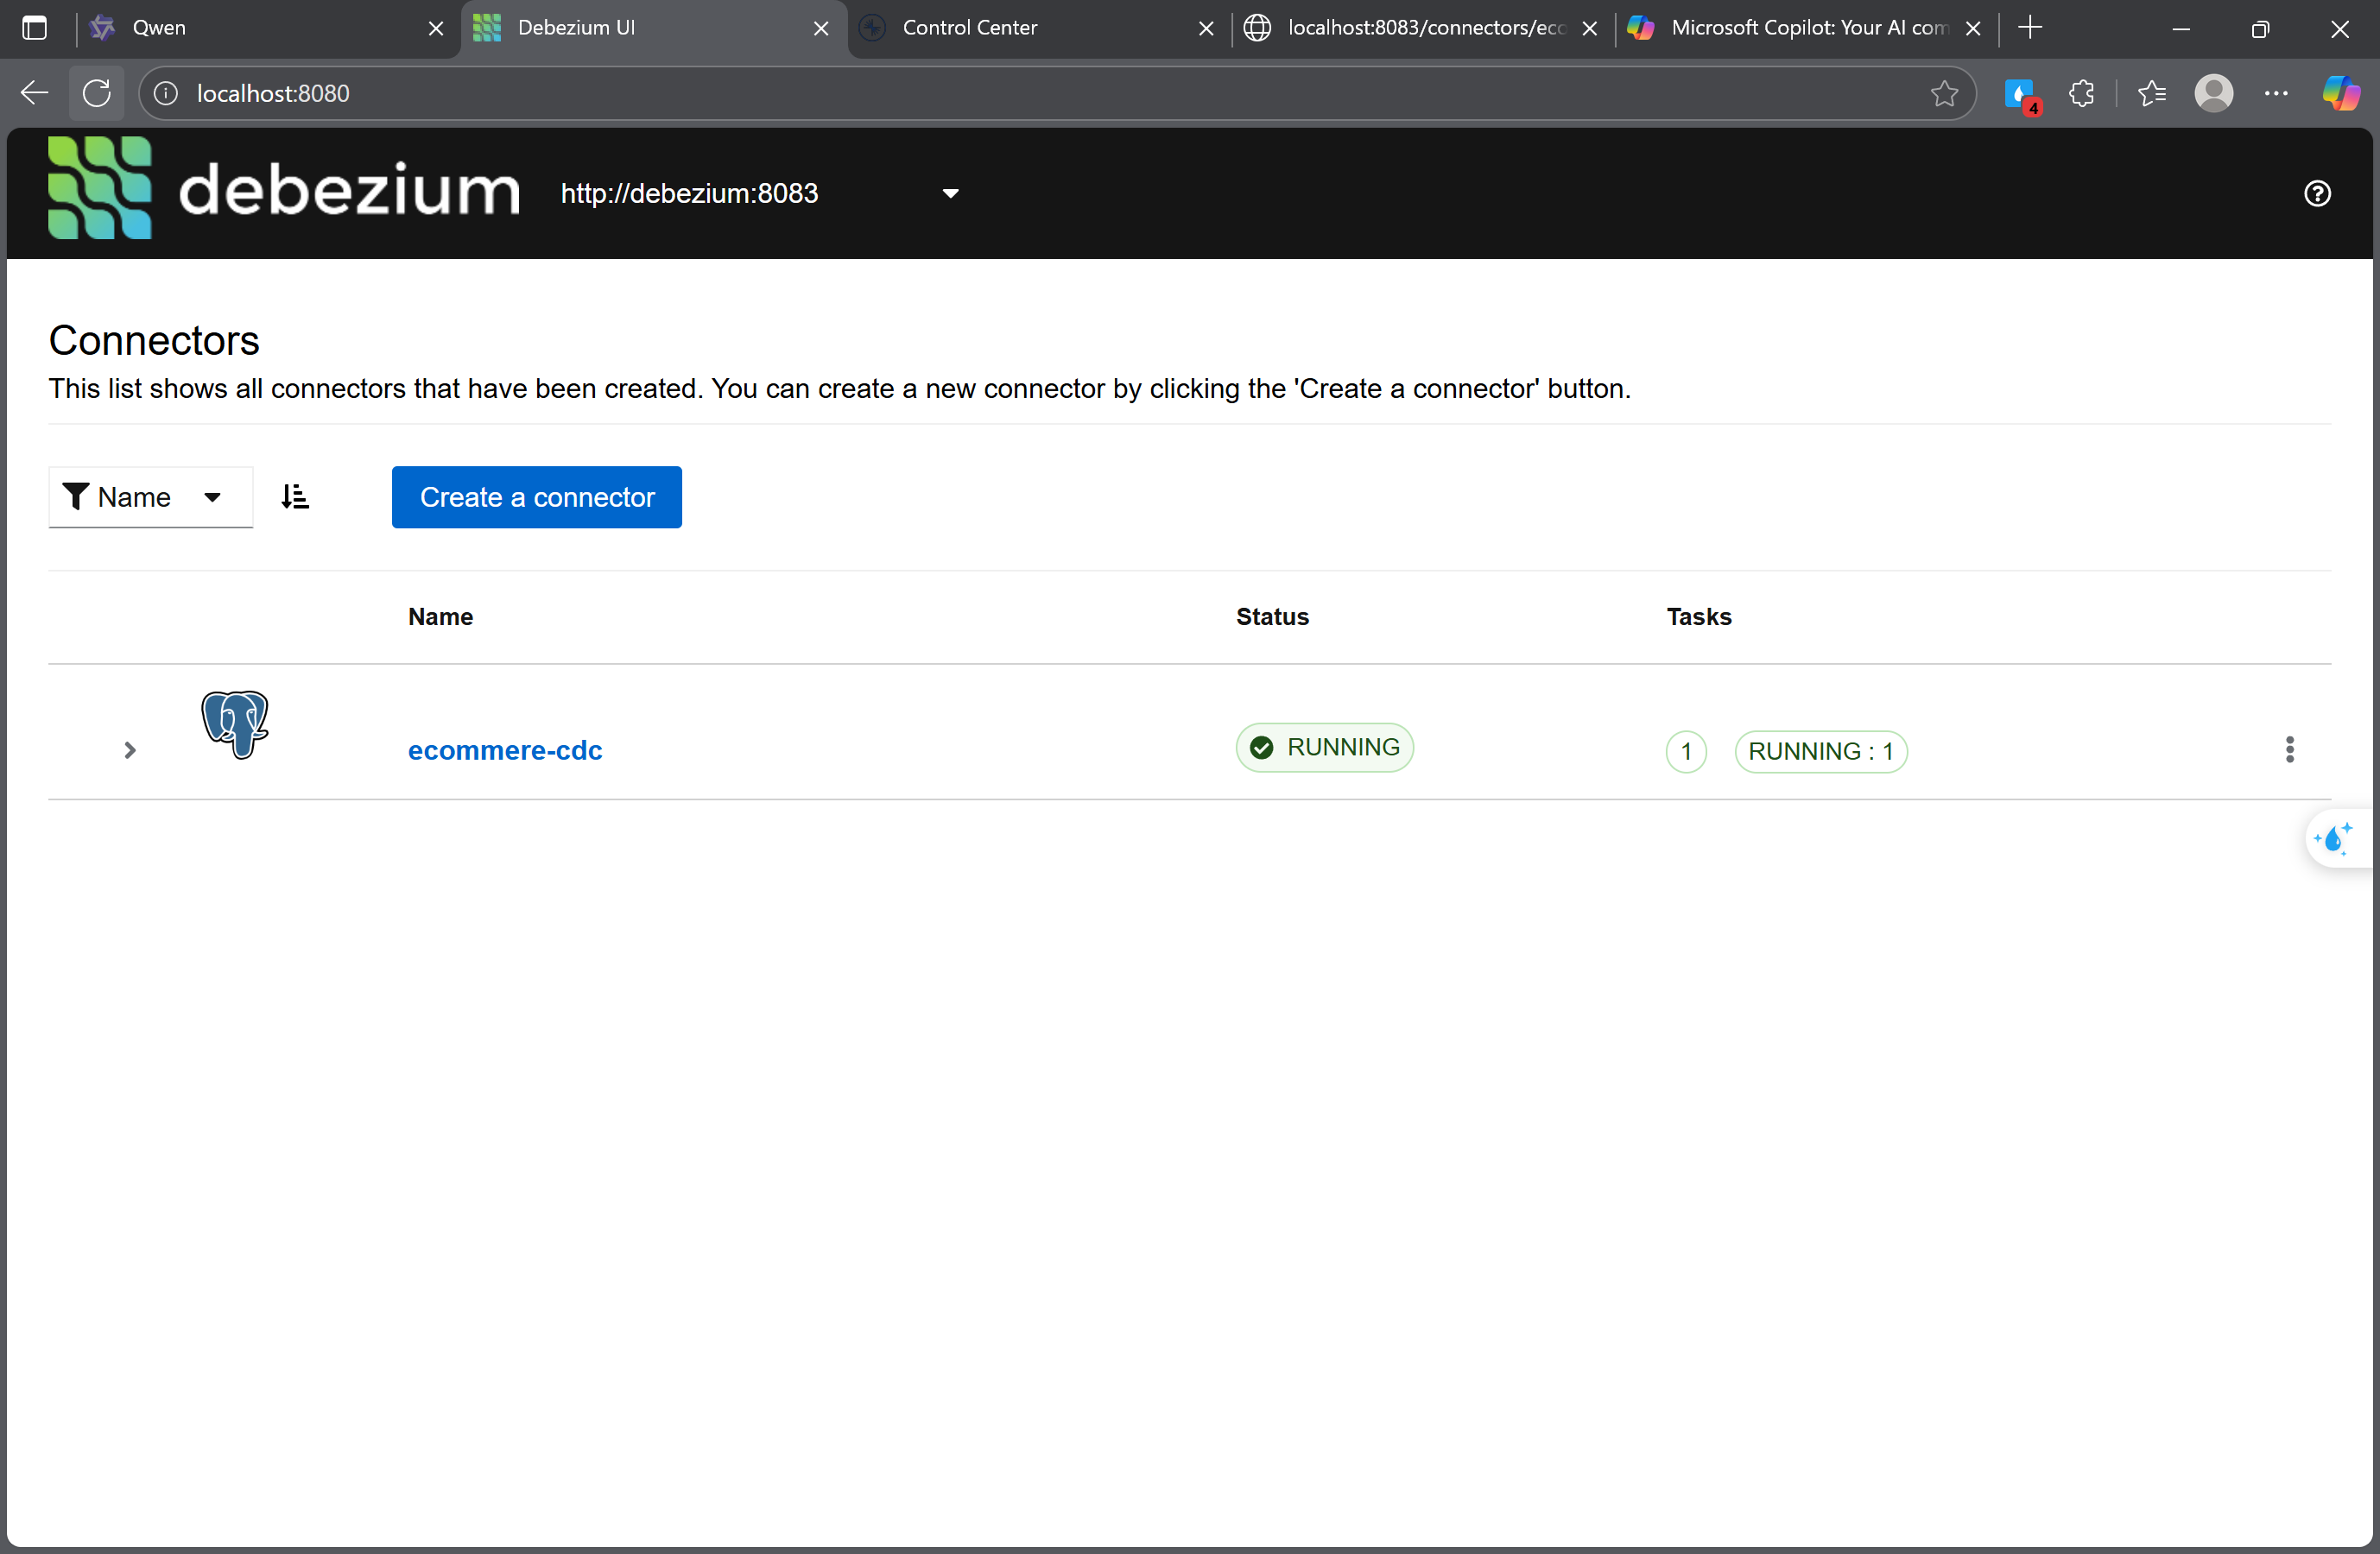 Qwen
Debezium UI
Control Center
localhost:8083/connectors/eco
Microsoft Copilot: Your AI com
localhost:8080
4
debezium
http://debezium:8083
Connectors
This list shows all connectors that have been created. You can create a new connector by clicking the 'Create a connector' button.
Name
Create a connector
Name Status Tasks
ecommere-cdc RUNNING 1 RUNNING : 1